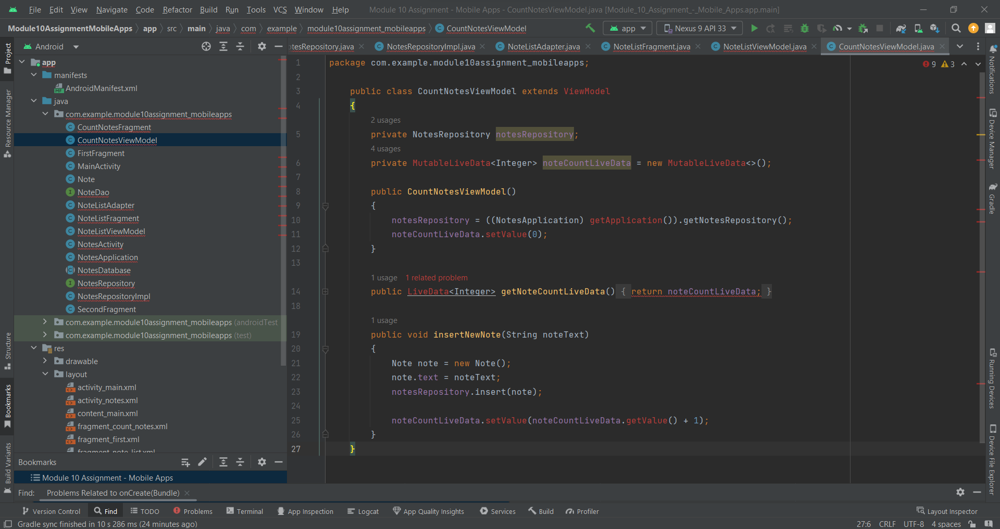 File Edit View Navigate Code Refactor Build Run Tools VCS Window Help Module 10 Assignment - Mobile Apps - CountNotesViewModel.java [Module_10_Assignment_-_Mobile_Apps.app.main]
Module10AssignmentMobileApps app src main java com example module10assignment_mobileapps CountNotesViewModel app Nexus 9 API 33
Android
otesRepository.java NotesRepositoryImpl.java NoteListAdapter.java NoteListFragment.java NoteListViewModel.java CountNotesViewModel.java
Project
Resource Manager
Structure
Bookmarks
Build Variants
app
manifests
AndroidManifest.xml
java
com.example.module10assignment_mobileapps
CountNotesFragment
CountNotesViewModel
FirstFragment
MainActivity
Note
NoteDao
NoteListAdapter
NoteListFragment
NoteListViewModel
NotesActivity
NotesApplication
NotesDatabase
NotesRepository
NotesRepositoryImpl
SecondFragment
com.example.module10assignment_mobileapps (androidTest
com.example.module10assignment_mobileapps (test)
res
drawable
layout
activity_main.xml
activity_notes.xml
content_main.xml
fragment_count_notes.xml
fragment_first.xml
fragment_note_list.xml
Bookmarks
Module 10 Assignment - Mobile Apps
1 package com.example.module10assignment_mobileapps;
9 3
2
3 public class CountNotesViewModel extends ViewModel
4 {
2 usages
5 private NotesRepository notesRepository;
4 usages
6 private MutableLiveData<Integer> noteCountLiveData = new MutableLiveData<>();
7
8 public CountNotesViewModel()
9 {
10 notesRepository = ((NotesApplication) getApplication()).getNotesRepository();
11 noteCountLiveData.setValue(0);
12 }
13
1 usage 1 related problem
14 public LiveData<Integer> getNoteCountLiveData() { return noteCountLiveData; }
18
1 usage
19 public void insertNewNote(String noteText)
20 {
21 Note note = new Note();
22 note.text = noteText;
23 notesRepository.insert(note);
24
25 noteCountLiveData.setValue(noteCountLiveData.getValue() + 1);
26 }
27 }
Notifications
Device Manager
Gradle
Running Devices
Device File Explorer
Find: Problems Related to onCreate(Bundle)
Version Control Find TODO Problems Terminal App Inspection Logcat App Quality Insights Services Build Profiler Layout Inspector
Gradle sync finished in 10 s 286 ms (24 minutes ago) 27:6 CRLF UTF-8 4 spaces